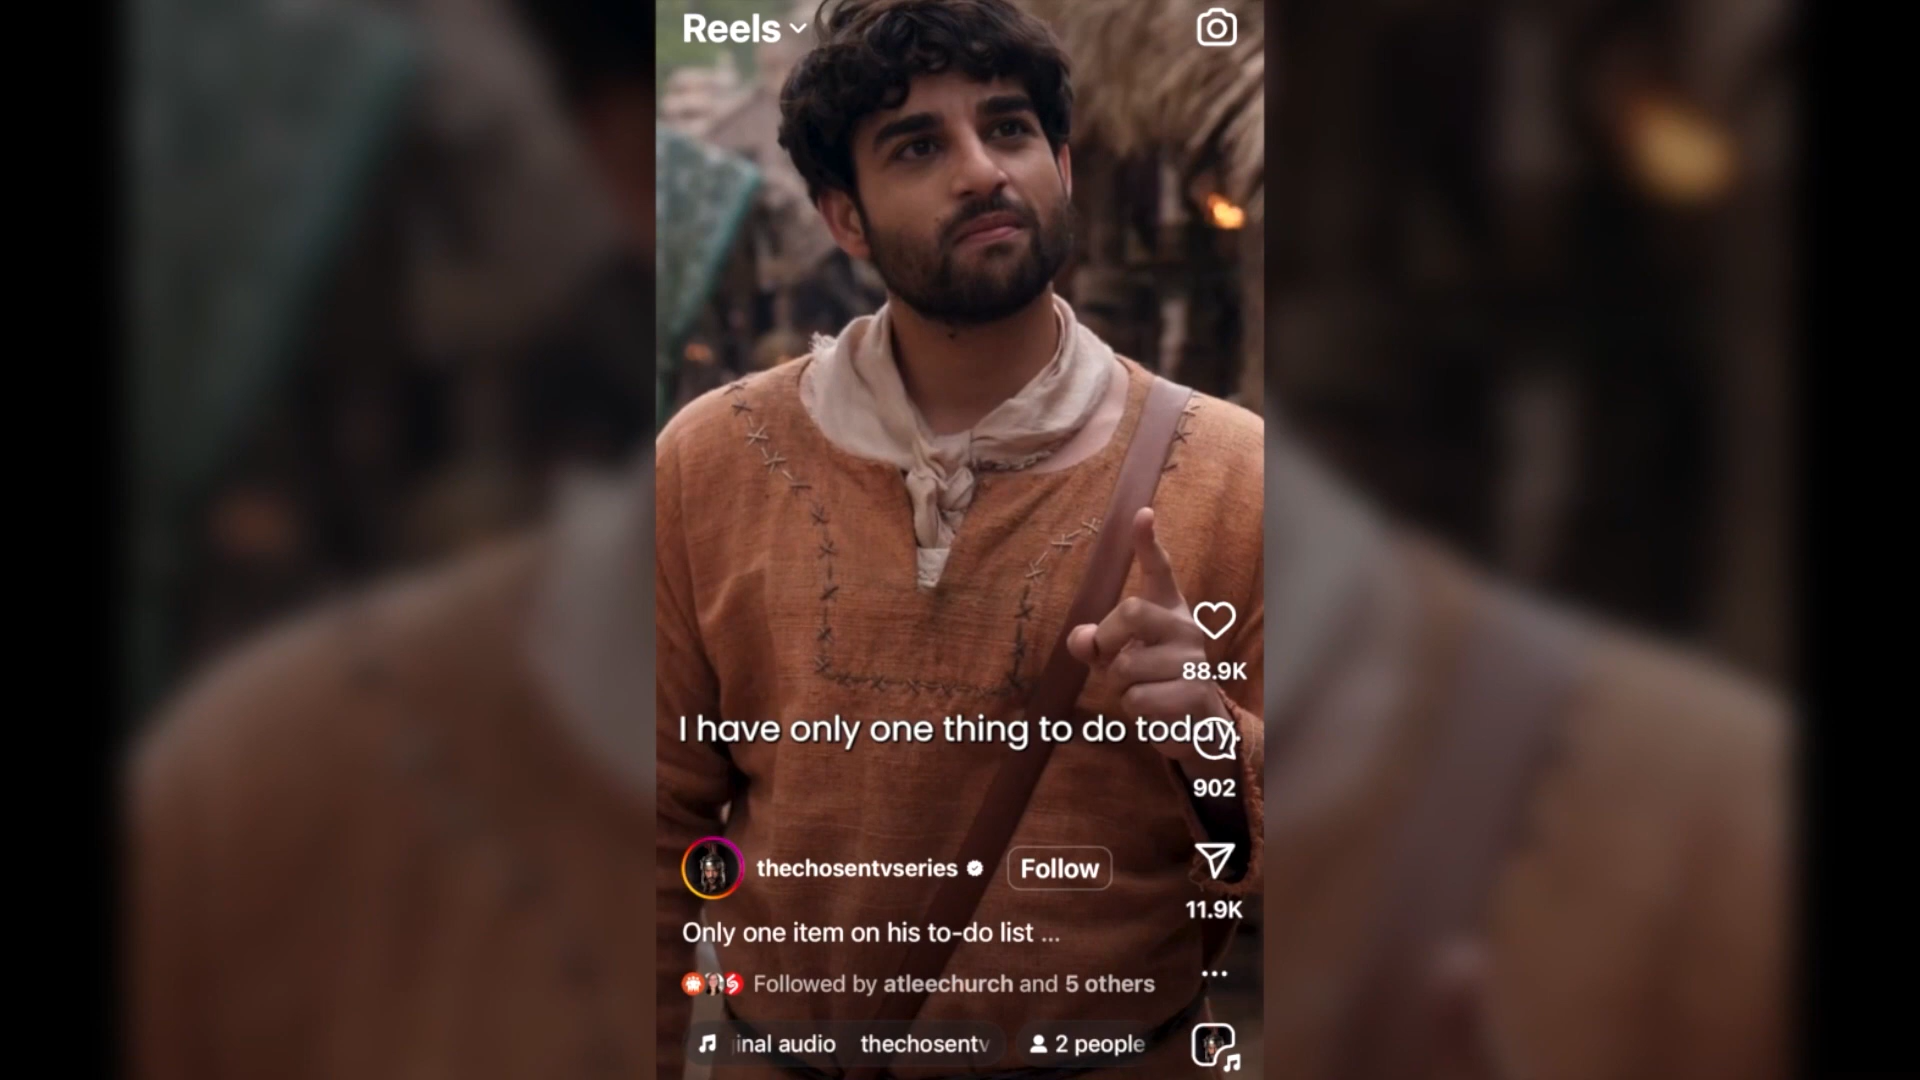 Reels
88.9K
I have only one thing to do today.
902
thechosentvseries
Follow
11.9K
Only one item on his to-do list ...
Followed by atleechurch and 5 others
inal audio thechosentv
2 people